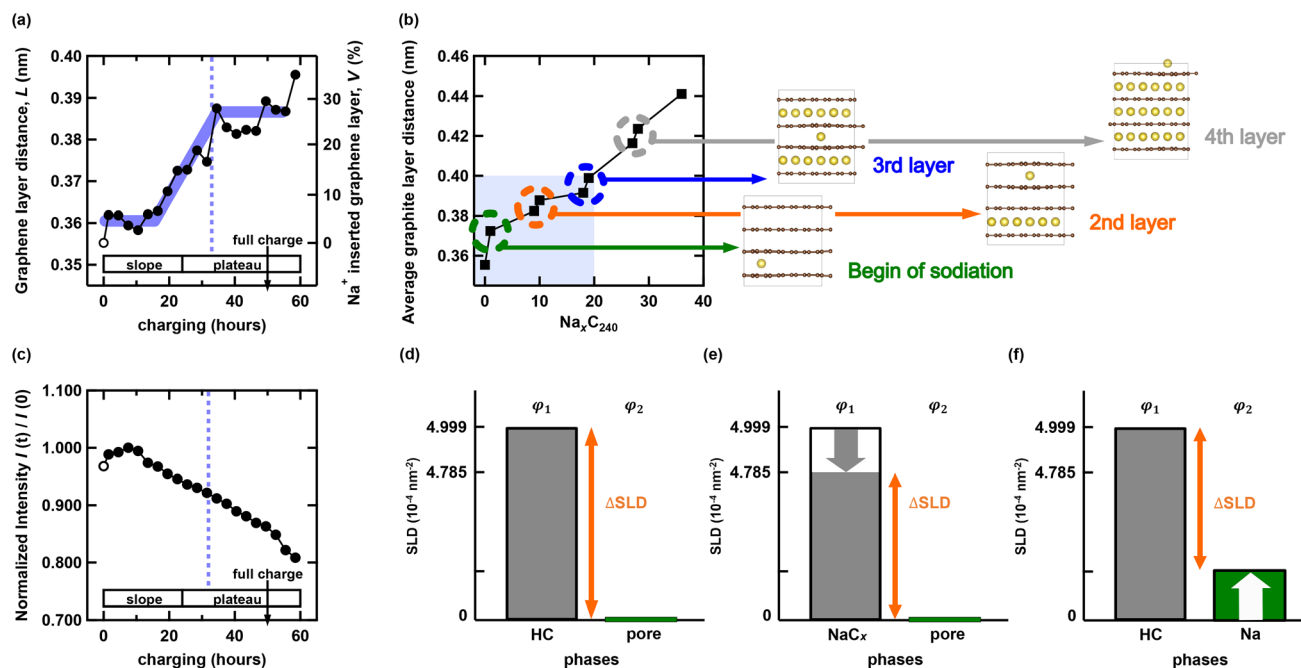 (a)
Graphene layer distance, L (nm)
0.40
0.39
0.38
0.37
0.36
0.35
30
20
10
0
Na⁺ inserted graphene layer, V (%)
full charge
slope
plateau
0 20 40 60
charging (hours)
(b)
Average graphite layer distance (nm)
0.46
0.44
0.42
0.40
0.38
0.36
0 10 20 30 40
NaₓC₂₄₀
4th layer
3rd layer
2nd layer
Begin of sodiation
(c)
Normalized Intensity I (t) / I (0)
1.100
1.000
0.900
0.800
0.700
full charge
slope
plateau
0 20 40 60
charging (hours)
(d)
SLD (10⁻⁴ nm⁻²)
4.999
4.785
0
φ₁ φ₂
ΔSLD
HC pore
phases
(e)
SLD (10⁻⁴ nm⁻²)
4.999
4.785
0
φ₁ φ₂
ΔSLD
NaCx pore
phases
(f)
SLD (10⁻⁴ nm⁻²)
4.999
4.785
0
φ₁ φ₂
ΔSLD
HC Na
phases